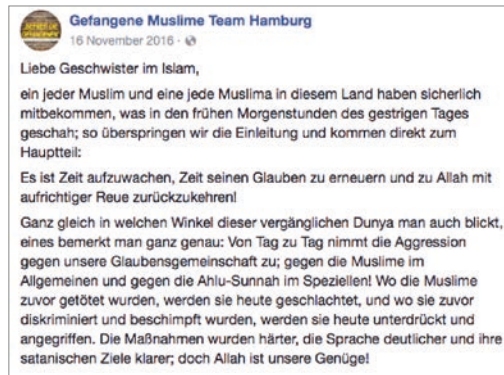 Gefangene Muslime Team Hamburg
16 November 2016 ·
Liebe Geschwister im Islam,
ein jeder Muslim und eine jede Muslima in diesem Land haben sicherlich
mitbekommen, was in den frühen Morgenstunden des gestrigen Tages
geschah; so überspringen wir die Einleitung und kommen direkt zum
Hauptteil:
Es ist Zeit aufzuwachen, Zeit seinen Glauben zu erneuern und zu Allah mit
aufrichtiger Reue zurückzukehren!
Ganz gleich in welchen Winkel dieser vergänglichen Dunya man auch blickt,
eines bemerkt man ganz genau: Von Tag zu Tag nimmt die Aggression
gegen unsere Glaubensgemeinschaft zu; gegen die Muslime im
Allgemeinen und gegen die Ahlu-Sunnah im Speziellen! Wo die Muslime
zuvor getötet wurden, werden sie heute geschlachtet, und wo sie zuvor
diskriminiert und beschimpft wurden, werden sie heute unterdrückt und
angegriffen. Die Maßnahmen wurden härter, die Sprache deutlicher und ihre
satanischen Ziele klarer; doch Allah ist unsere Genüge!